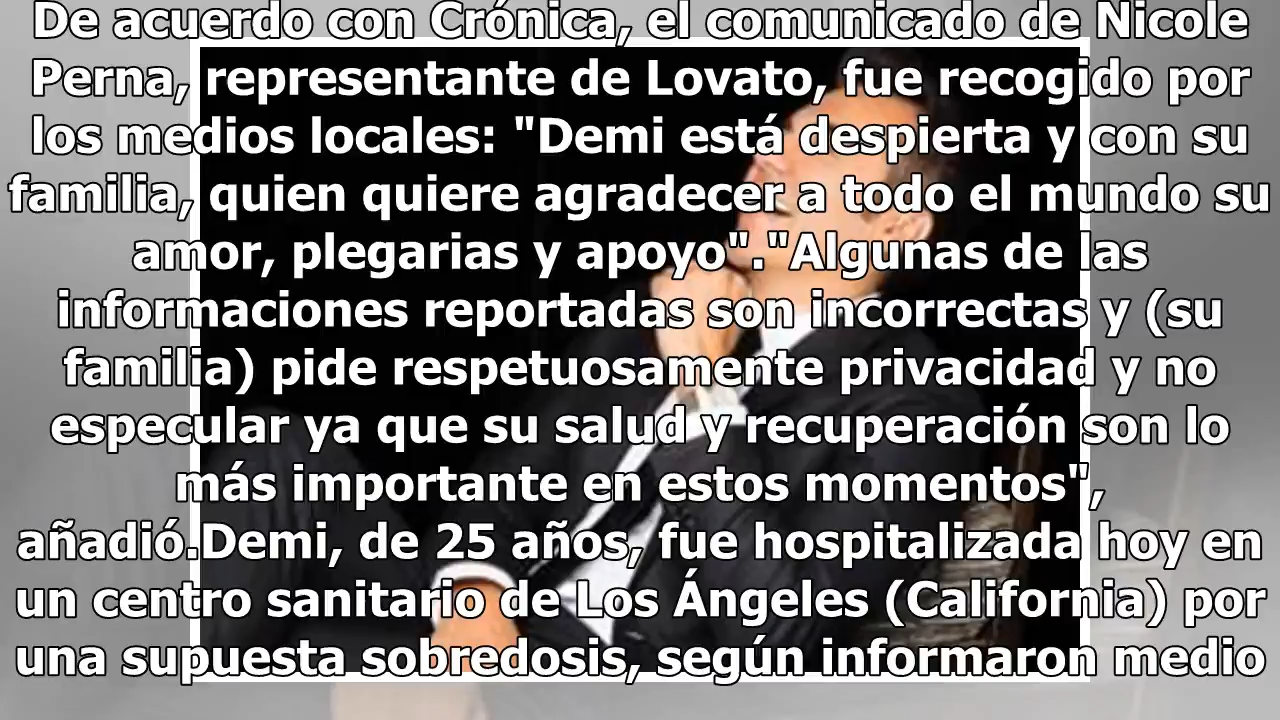 De acuerdo con Crónica, el comunicado de Nicole
Perna, representante de Lovato, fue recogido por
los medios locales: "Demi está despierta y con su
familia, quien quiere agradecer a todo el mundo su
amor, plegarias y apoyo"."Algunas de las
informaciones reportadas son incorrectas y (su
familia) pide respetuosamente privacidad y no
especular ya que su salud y recuperación son lo
más importante en estos momentos",
añadió.Demi, de 25 años, fue hospitalizada hoy en
un centro sanitario de Los Ángeles (California) por
una supuesta sobredosis, según informaron medio